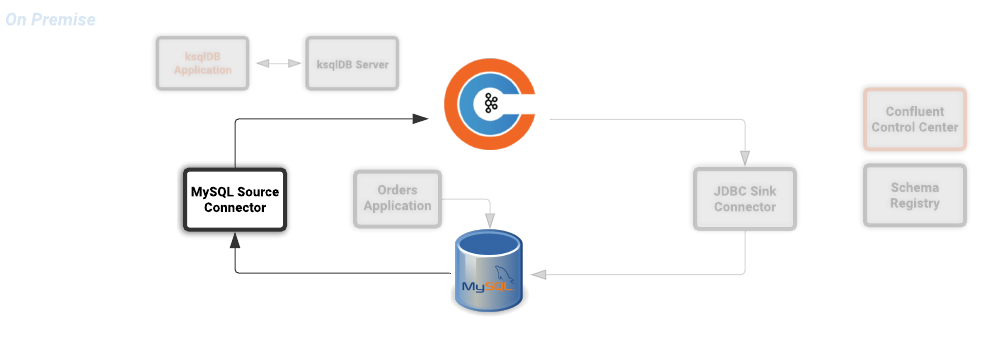 On Premise
ksqlDB
Application
ksqlDB Server
Confluent
Control Center
MySQL Source
Connector
Orders
Application
JDBC Sink
Connector
Schema
Registry
MySQL